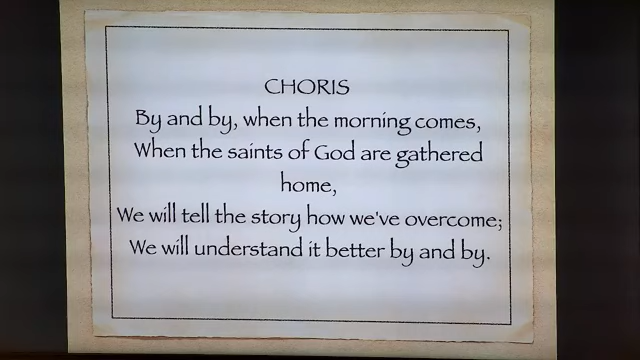 CHORIS
By and by, when the morning comes,
When the saints of God are gathered
home,
We will tell the story how we've overcome;
We will understand it better by and by.